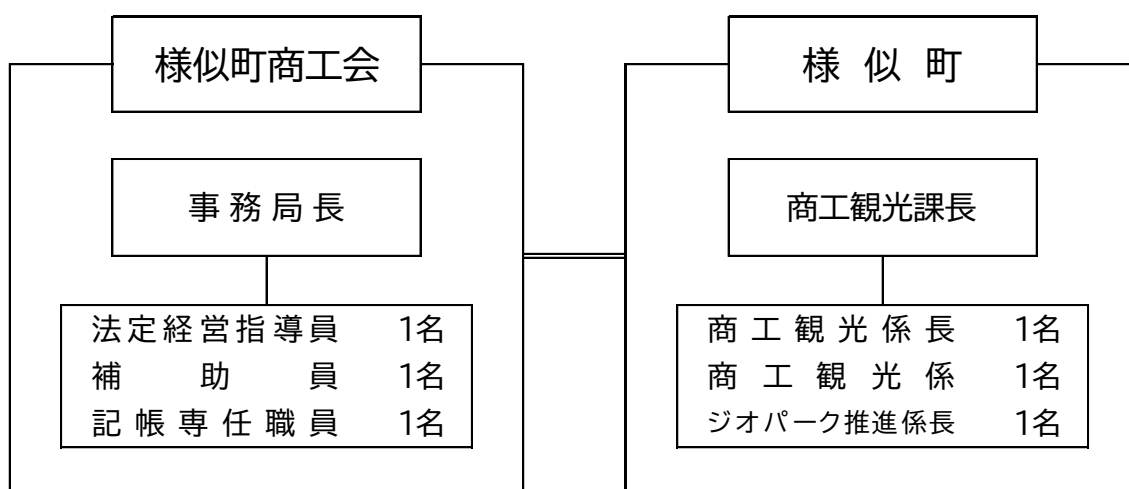 様似町商工会
事務局長
法定経営指導員 1名
補助員 1名
記帳専任職員 1名
様似町
商工観光課長
商工観光係長 1名
商工観光係 1名
ジオパーク推進係長 1名